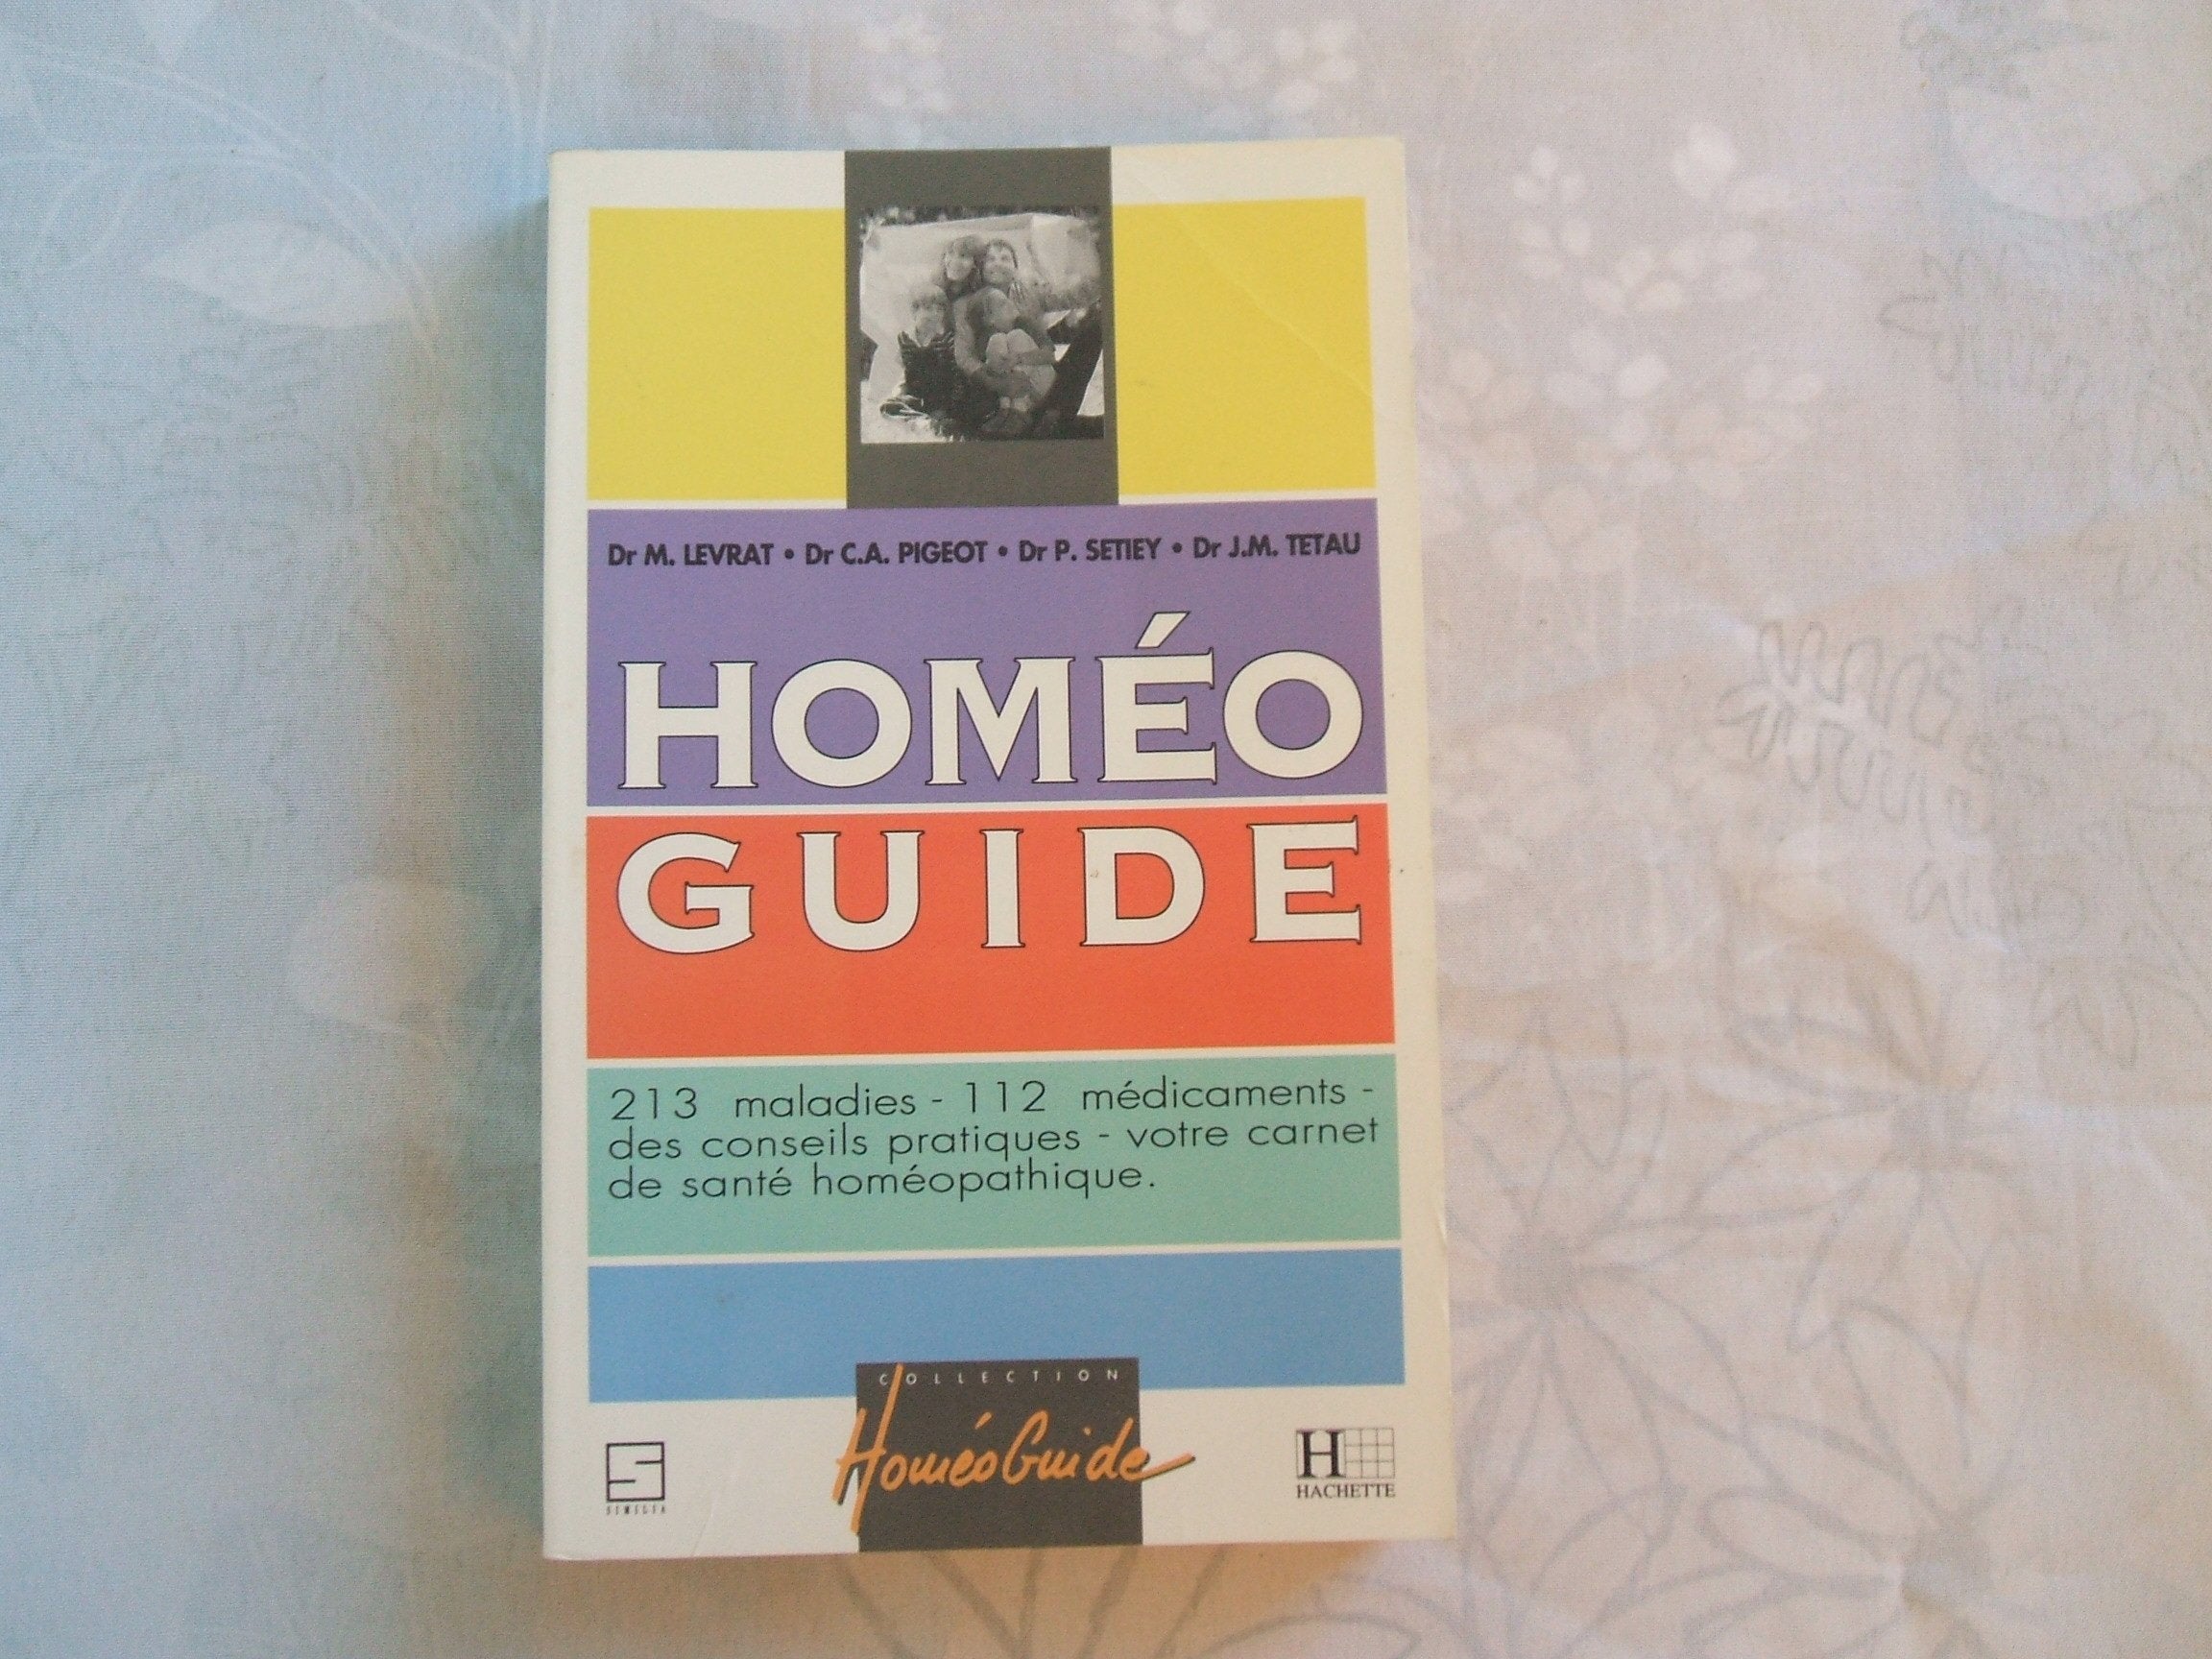 Dr M. LEVRAT • Dr C.A. PIGEOT • Dr P. SETIEY • Dr J.M. TETAU
HOMÉO
GUIDE
213 maladies - 112 médicaments -
des conseils pratiques - votre carnet
de santé homéopathique.
COLLECTION
HoméoGuide
S
SIMILIA
H
HACHETTE